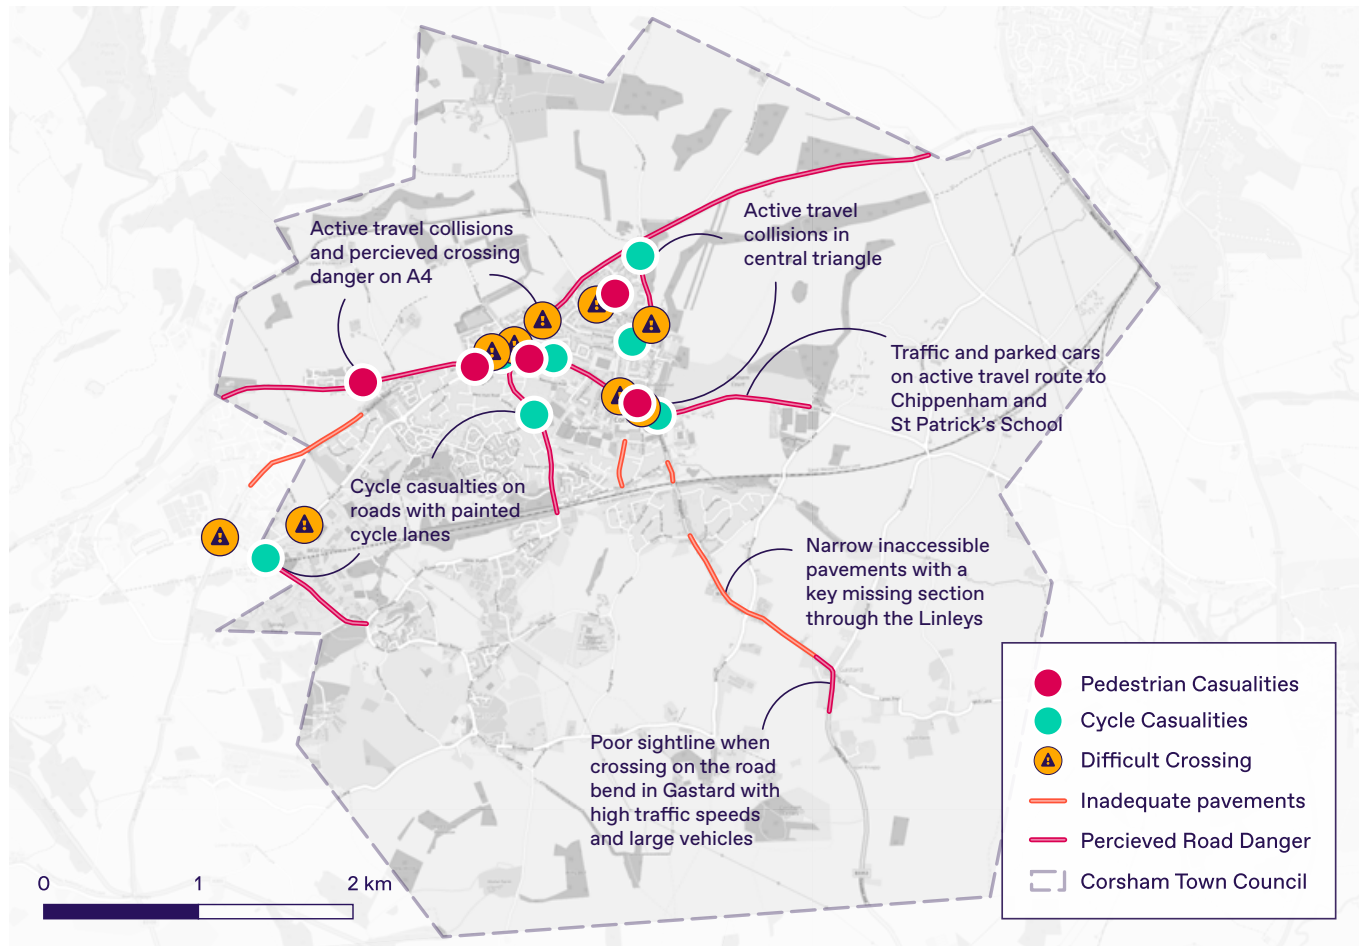 Active travel collisions
and percieved crossing
danger on A4
Active travel
collisions in
central triangle
Traffic and parked cars
on active travel route to
Chippenham and
St Patrick's School
Cycle casualties on
roads with painted
cycle lanes
Narrow inaccessible
pavements with a
key missing section
through the Linleys
Poor sightline when
crossing on the road
bend in Gastard with
high traffic speeds
and large vehicles
Pedestrian Casualities
Cycle Casualities
Difficult Crossing
Inadequate pavements
Percieved Road Danger
Corsham Town Council
0 1 2 km